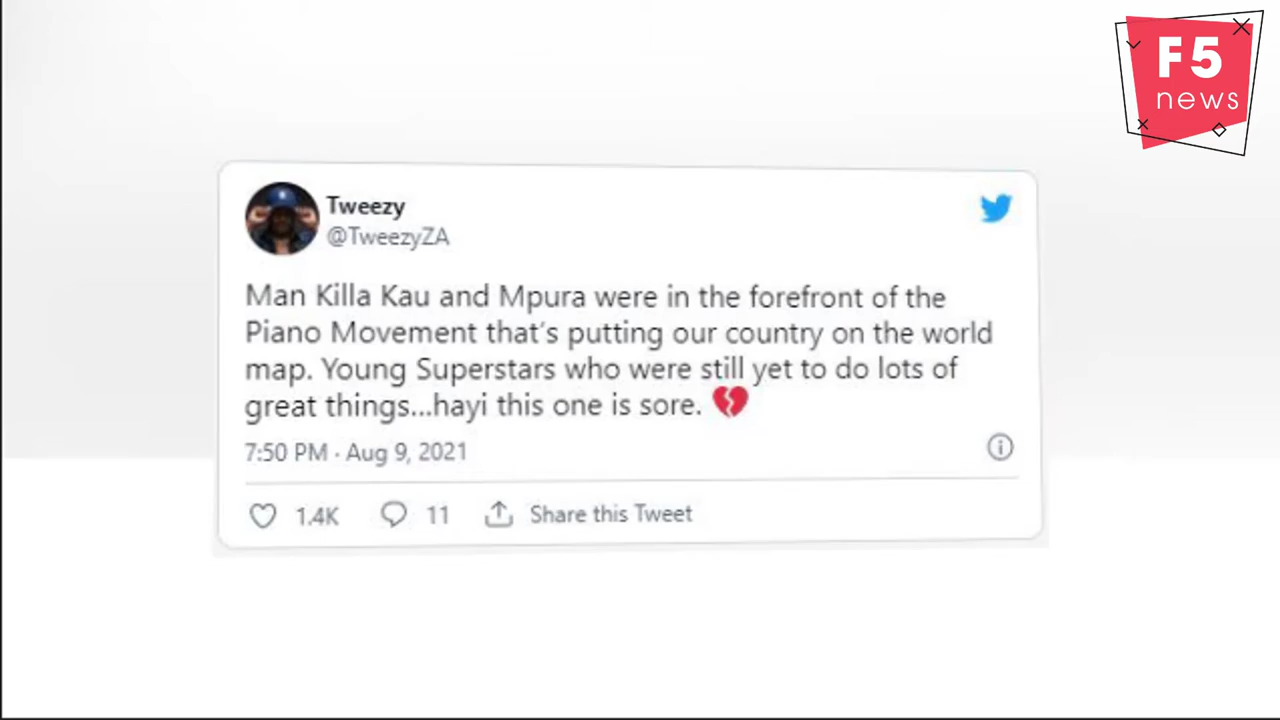 F5
news
Tweezy
@TweezyZA
Man Killa Kau and Mpura were in the forefront of the
Piano Movement that's putting our country on the world
map. Young Superstars who were still yet to do lots of
great things...hayi this one is sore. 💔
7:50 PM · Aug 9, 2021
1.4K 11 Share this Tweet